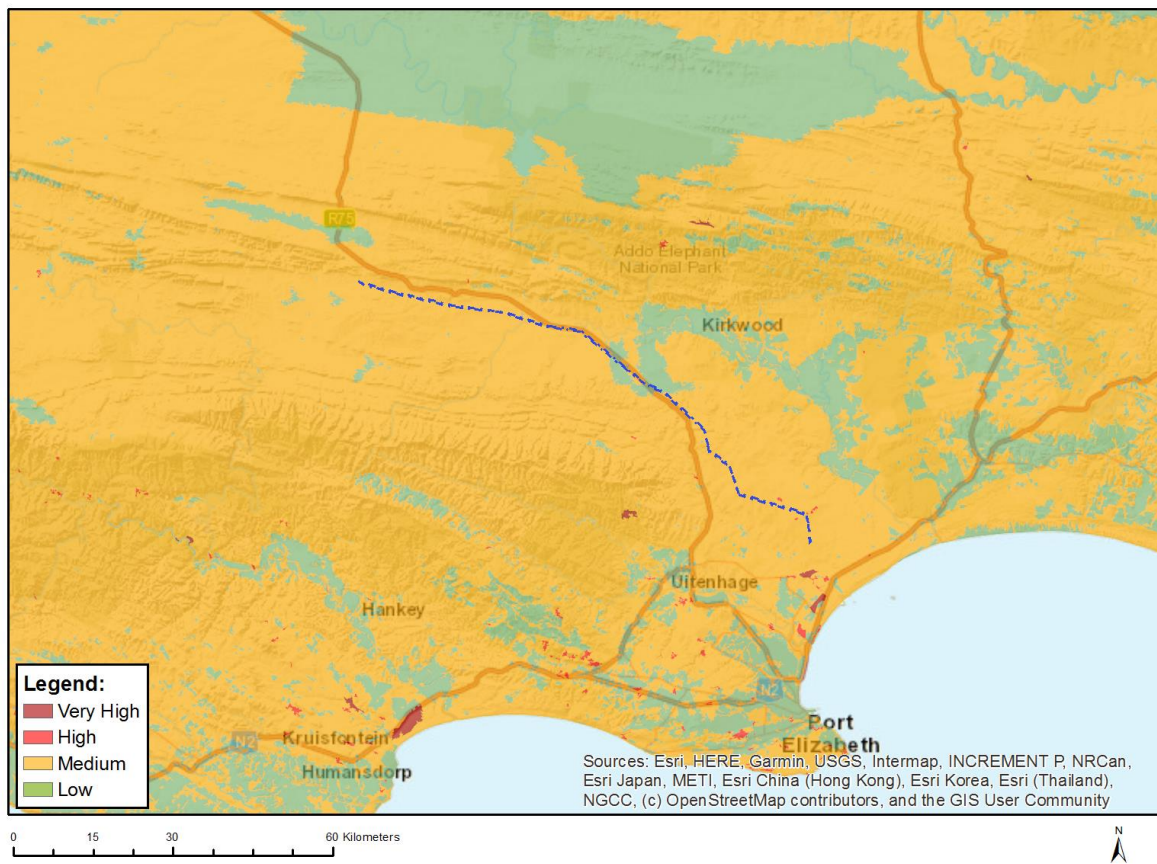 R75
Addo Elephant
National Park
Kirkwood
Uitenhage
Hankey
Legend:
Very High
High
Medium
Low
N2
Kruisfontein
Humansdorp
N2
Port
Elizabeth
Sources: Esri, HERE, Garmin, USGS, Intermap, INCREMENT P, NRCan,
Esri Japan, METI, Esri China (Hong Kong), Esri Korea, Esri (Thailand),
NGCC, (c) OpenStreetMap contributors, and the GIS User Community
0 15 30 60 Kilometers
N